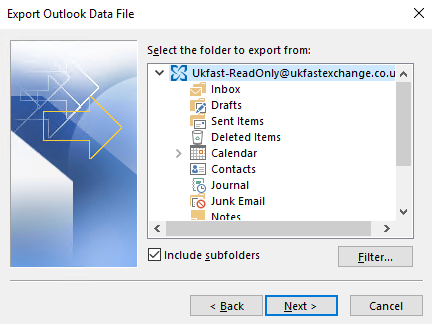 Export Outlook Data File
Select the folder to export from:
Ukfast-ReadOnly@ukfastexchange.co.u
Inbox
Drafts
Sent Items
Deleted Items
Calendar
Contacts
Journal
Junk Email
Notes
Include subfolders
Filter...
< Back
Next >
Cancel